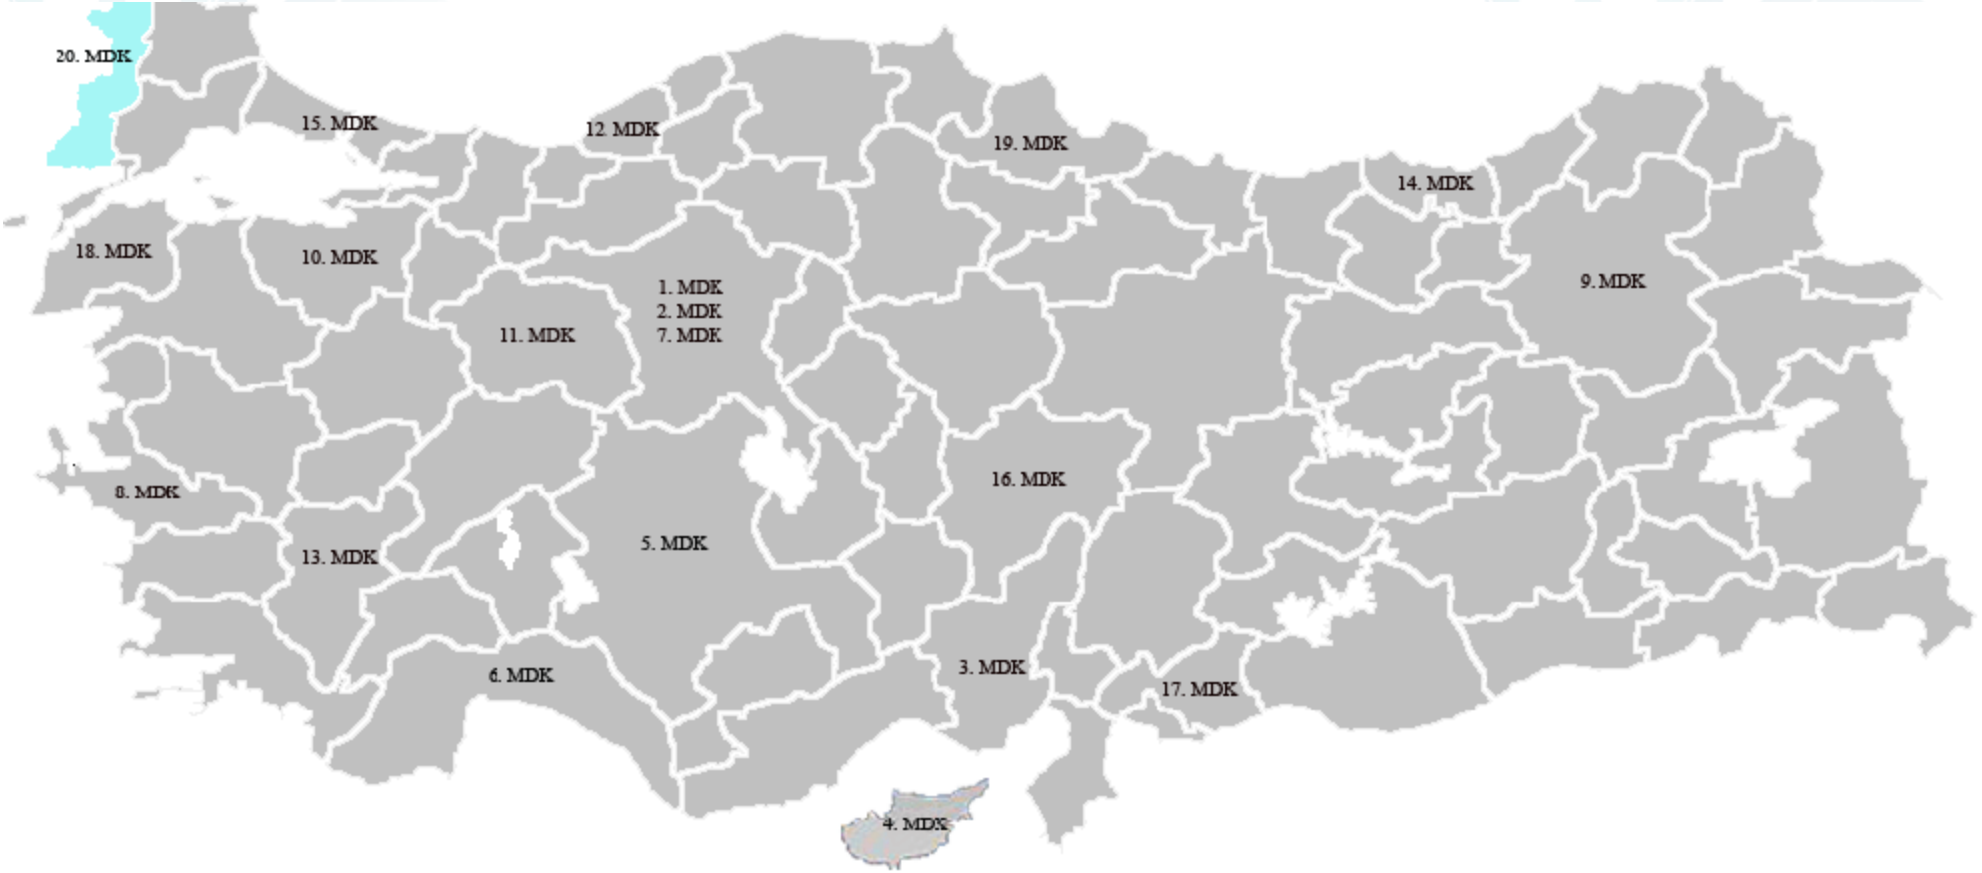 20. MDK
15. MDK
12. MDK
19. MDK
14. MDK
18. MDK
10. MDK
9. MDK
1. MDK
2. MDK
7. MDK
11. MDK
16. MDK
8. MDK
5. MDK
13. MDK
3. MDK
6. MDK
17. MDK
4. MDK